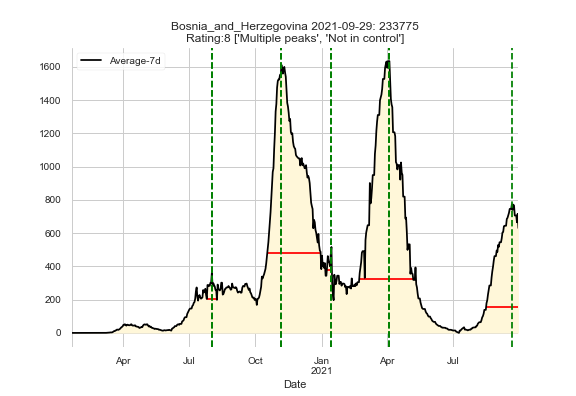 Bosnia_and_Herzegovina 2021-09-29: 233775
Rating:8 ['Multiple peaks', 'Not in control']
Average-7d
1600
1400
1200
1000
800
600
400
200
0
Apr Jul Oct Jan Apr Jul
2021
Date